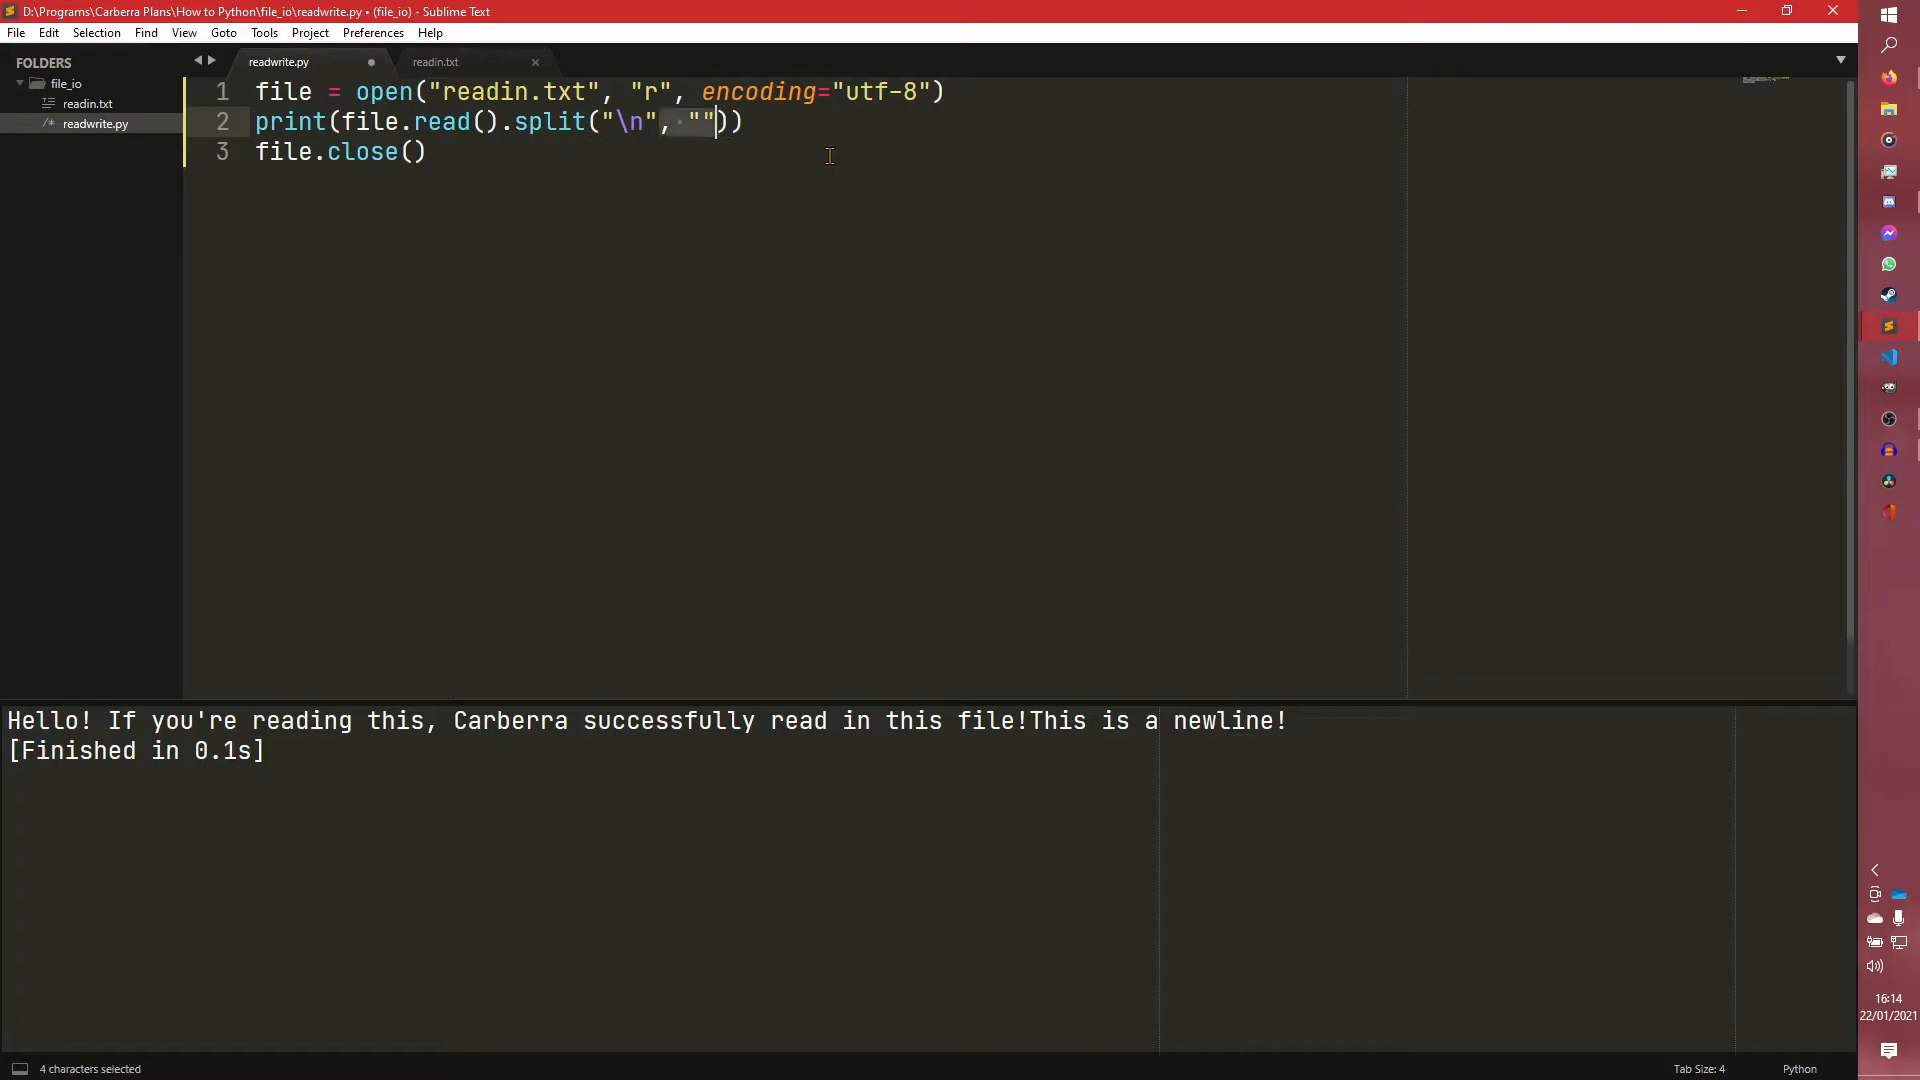 D:\Programs\Carberra Plans\How to Python\file_io\readwrite.py • (file_io) - Sublime Text
File Edit Selection Find View Goto Tools Project Preferences Help
FOLDERS
file_io
readin.txt
/* readwrite.py
readwrite.py
readin.txt
1 file = open("readin.txt", "r", encoding="utf-8")
2 print(file.read().split("\n", ""))
3 file.close()
Hello! If you're reading this, Carberra successfully read in this file!This is a newline!
[Finished in 0.1s]
4 characters selected
Tab Size: 4
Python
16:14
22/01/2021